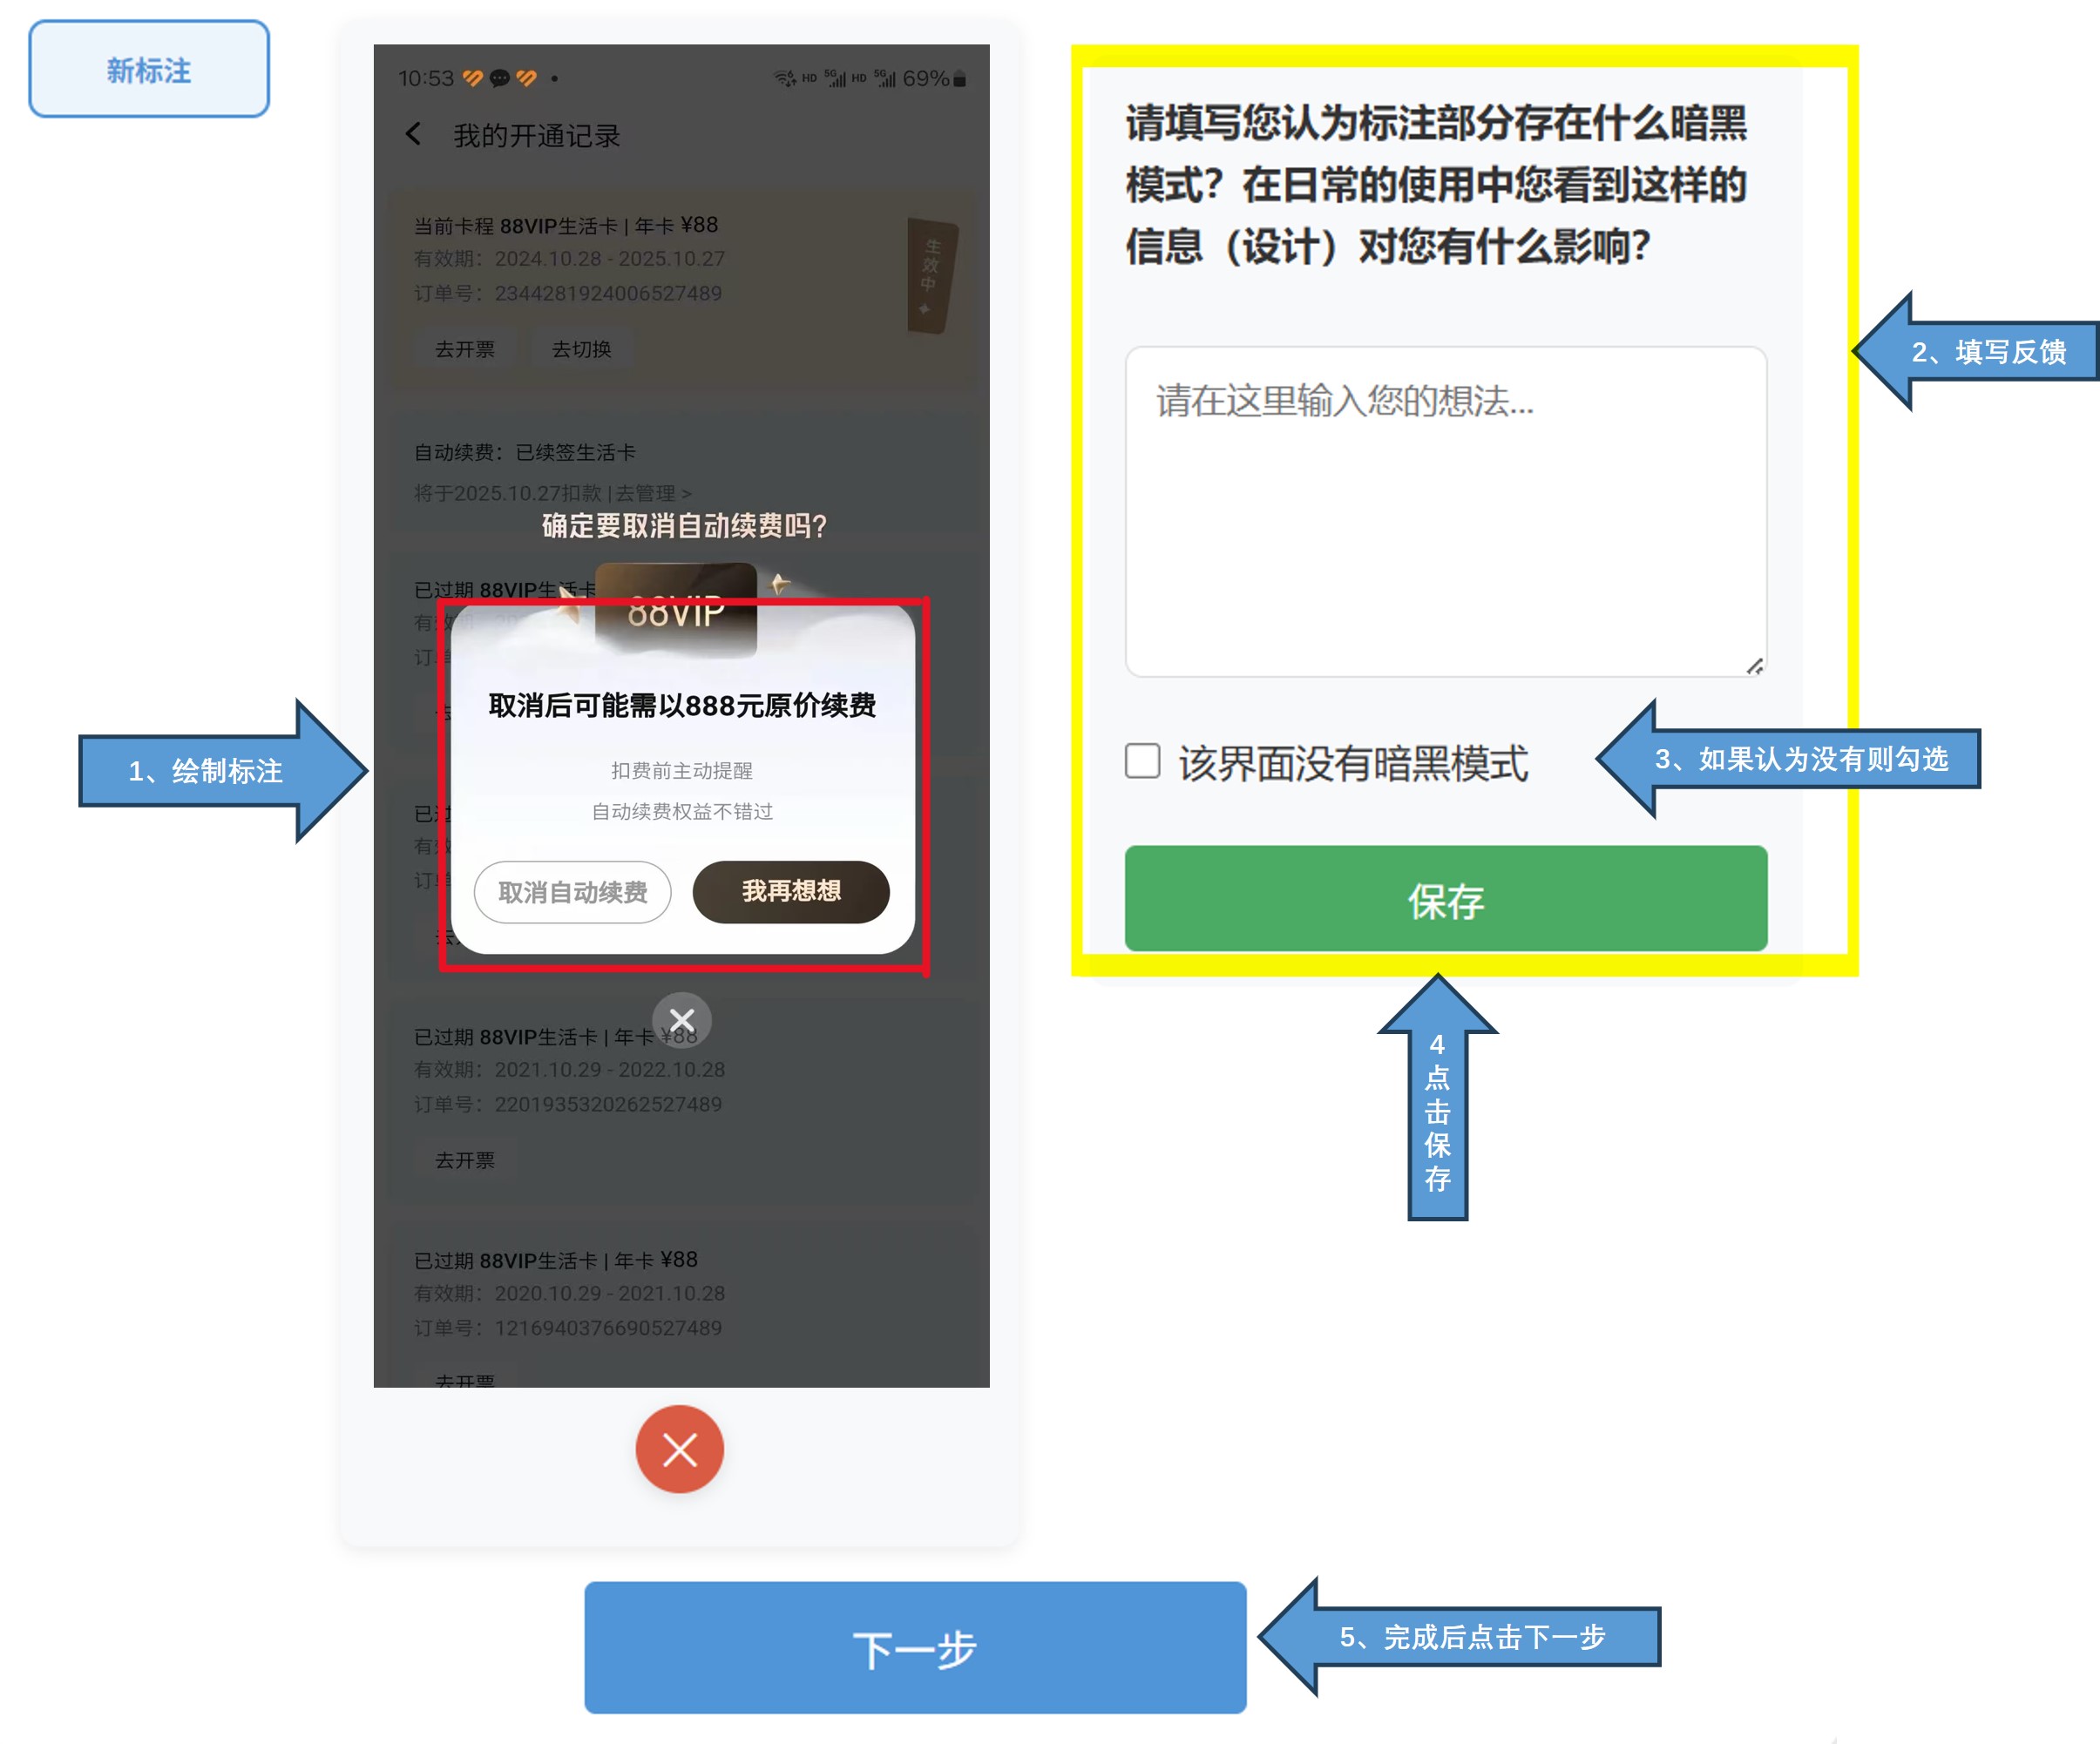 新标注
10:53
HD 5G HD 5G 69%
我的开通记录
当前卡程 88VIP生活卡 | 年卡 ¥88
有效期：2024.10.28 - 2025.10.27
订单号：2344281924006527489
生效中
去开票 去切换
自动续费：已续签生活卡
将于2025.10.27扣款 | 去管理 >
确定要取消自动续费吗？
已过期 88VIP生活卡
88VIP
取消后可能需以888元原价续费
扣费前主动提醒
自动续费权益不错过
取消自动续费 我再想想
已过期 88VIP生活卡 | 年卡 ¥88
有效期：2021.10.29 - 2022.10.28
订单号：2201935320262527489
去开票
已过期 88VIP生活卡 | 年卡 ¥88
有效期：2020.10.29 - 2021.10.28
订单号：1216940376690527489
去开票
请填写您认为标注部分存在什么暗黑
模式？在日常的使用中您看到这样的
信息（设计）对您有什么影响？
请在这里输入您的想法...
该界面没有暗黑模式
保存
1、绘制标注
2、填写反馈
3、如果认为没有则勾选
4点击保存
下一步
5、完成后点击下一步